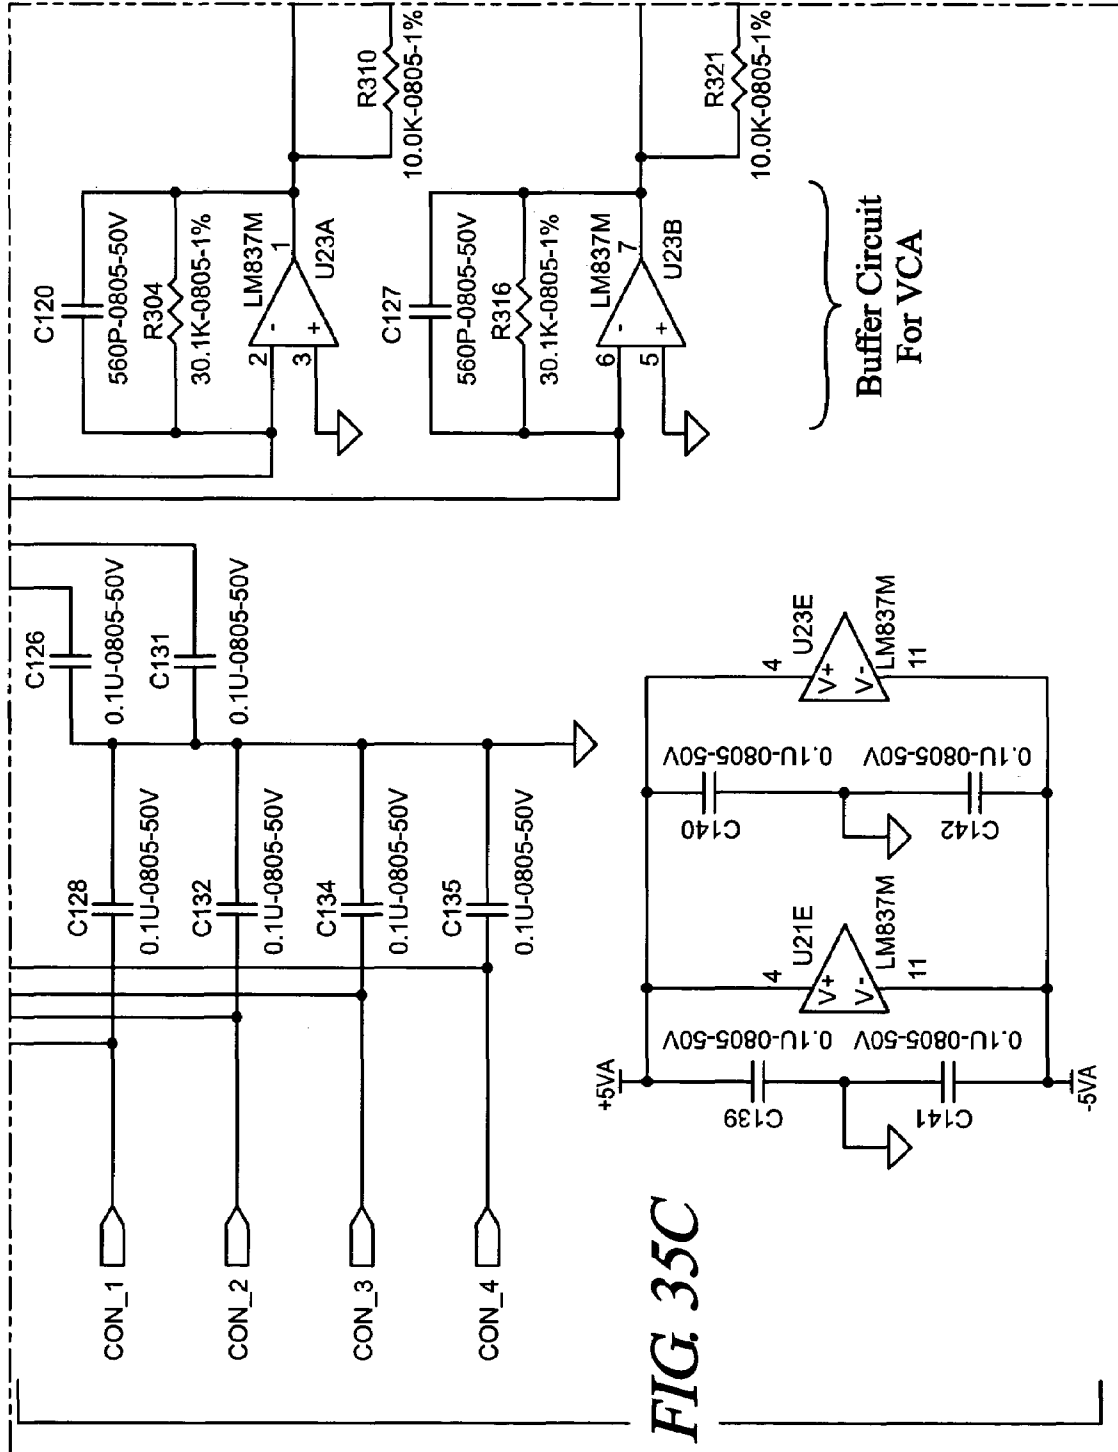 C120
560P-0805-50V
R304
30.1K-0805-1%
LM837M
2
-
3
+
1
U23A
R310
10.0K-0805-1%
C127
560P-0805-50V
R316
30.1K-0805-1%
LM837M
6
-
5
+
7
U23B
R321
10.0K-0805-1%
Buffer Circuit
For VCA
C126
0.1U-0805-50V
C131
0.1U-0805-50V
C128
0.1U-0805-50V
C132
0.1U-0805-50V
C134
0.1U-0805-50V
C135
0.1U-0805-50V
CON_1
CON_2
CON_3
CON_4
+5VA
C139
0.1U-0805-50V
C141
0.1U-0805-50V
-5VA
4
U21E
V+
V-
11
LM837M
C140
0.1U-0805-50V
C142
0.1U-0805-50V
4
U23E
V+
V-
11
LM837M
FIG. 35C